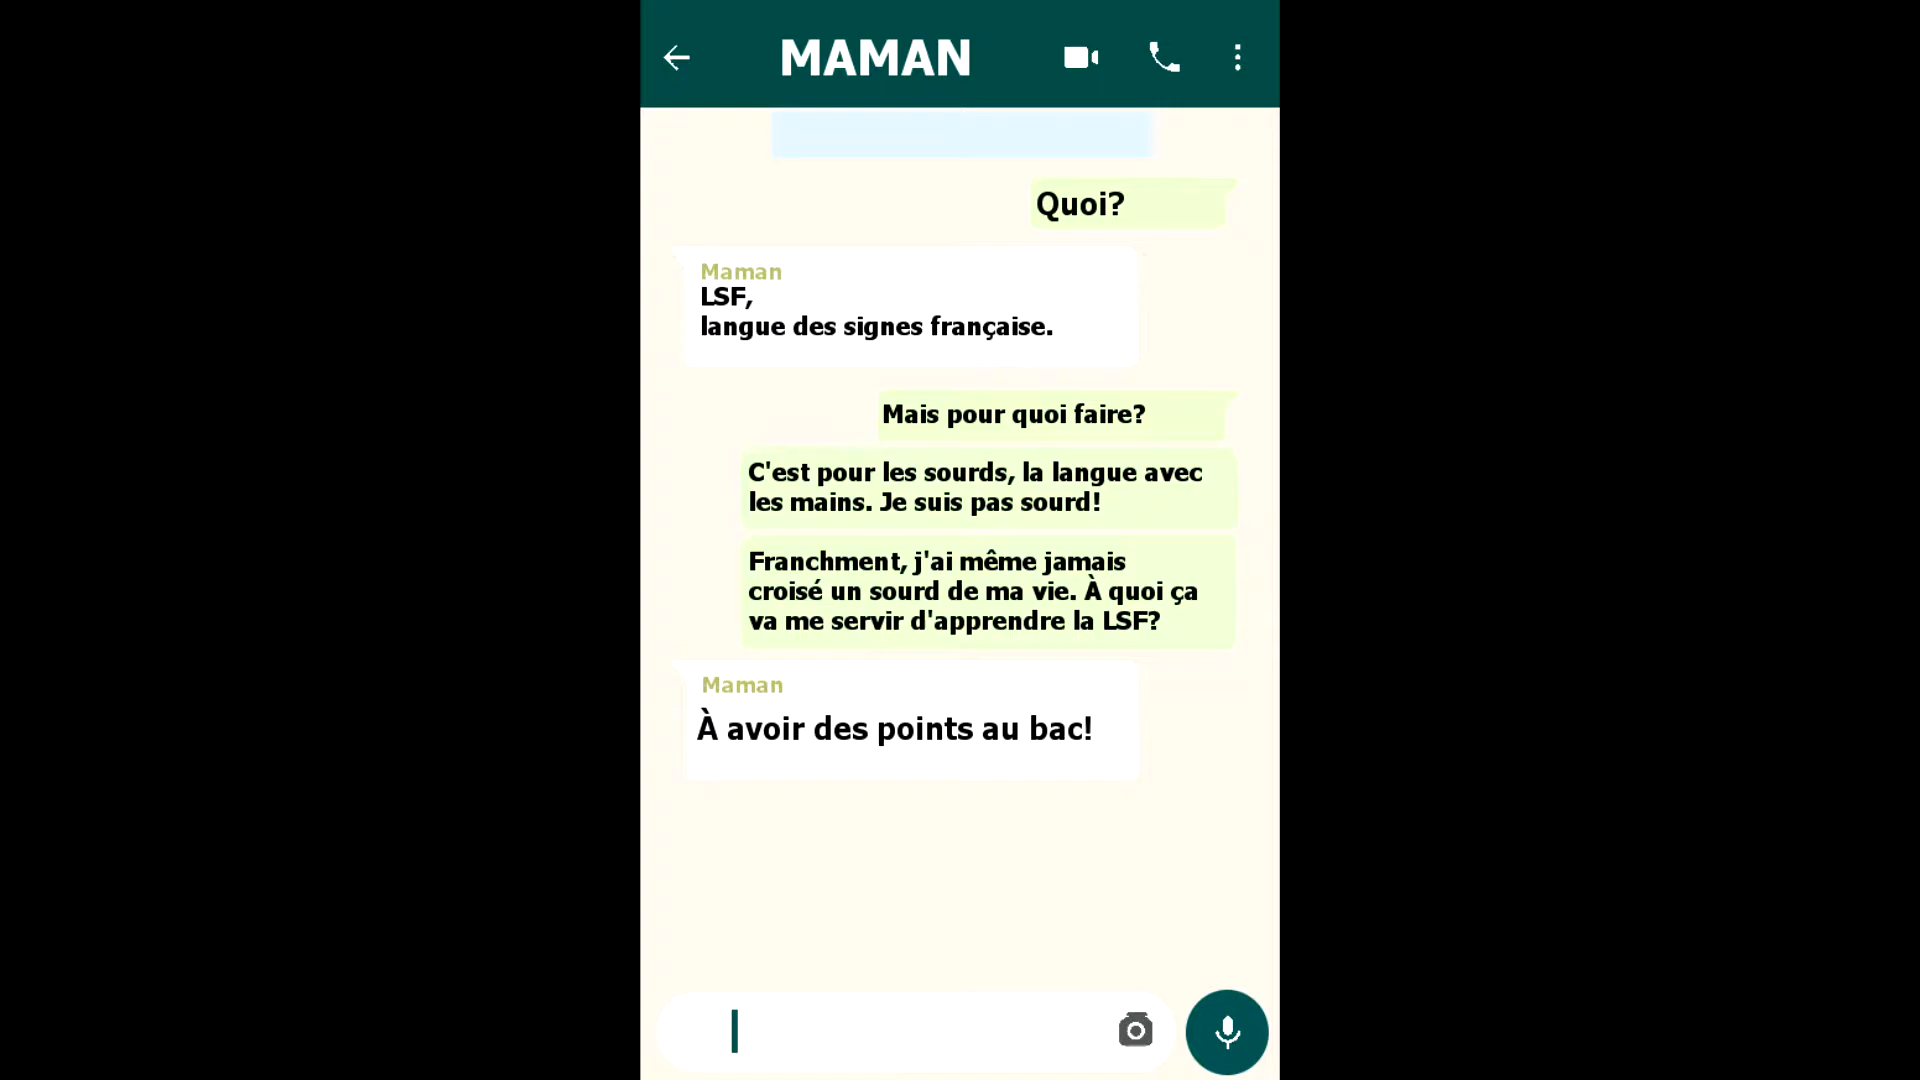 MAMAN
Quoi?
Maman
LSF,
langue des signes française.
Mais pour quoi faire?
C'est pour les sourds, la langue avec
les mains. Je suis pas sourd!
Franchment, j'ai même jamais
croisé un sourd de ma vie. À quoi ça
va me servir d'apprendre la LSF?
Maman
À avoir des points au bac!